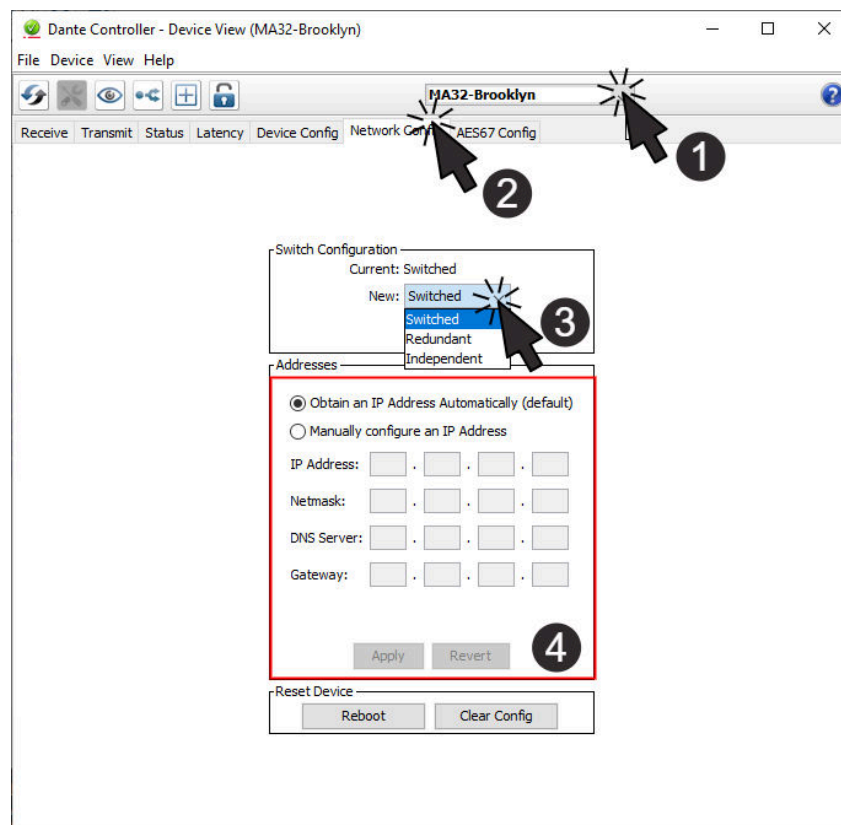 Dante Controller - Device View (MA32-Brooklyn)
File Device View Help
MA32-Brooklyn
1
Receive Transmit Status Latency Device Config Network AES67 Config
2
Switch Configuration
Current: Switched
New: Switched
3
Switched
Redundant
Independent
Addresses
Obtain an IP Address Automatically (default)
Manually configure an IP Address
IP Address: . . .
Netmask: . . .
DNS Server: . . .
Gateway: . . .
Apply Revert
4
Reset Device
Reboot Clear Config